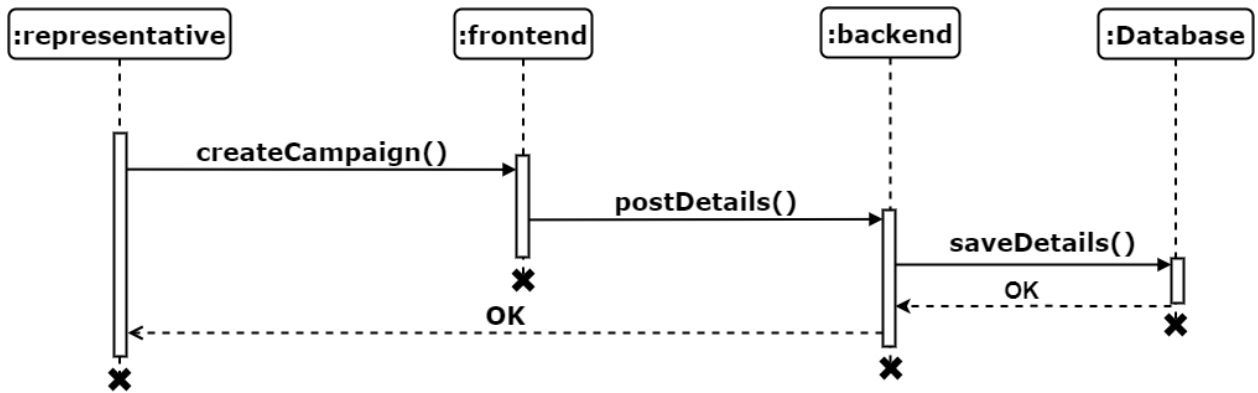 :representative
:frontend
:backend
:Database
createCampaign()
postDetails()
saveDetails()
OK
OK